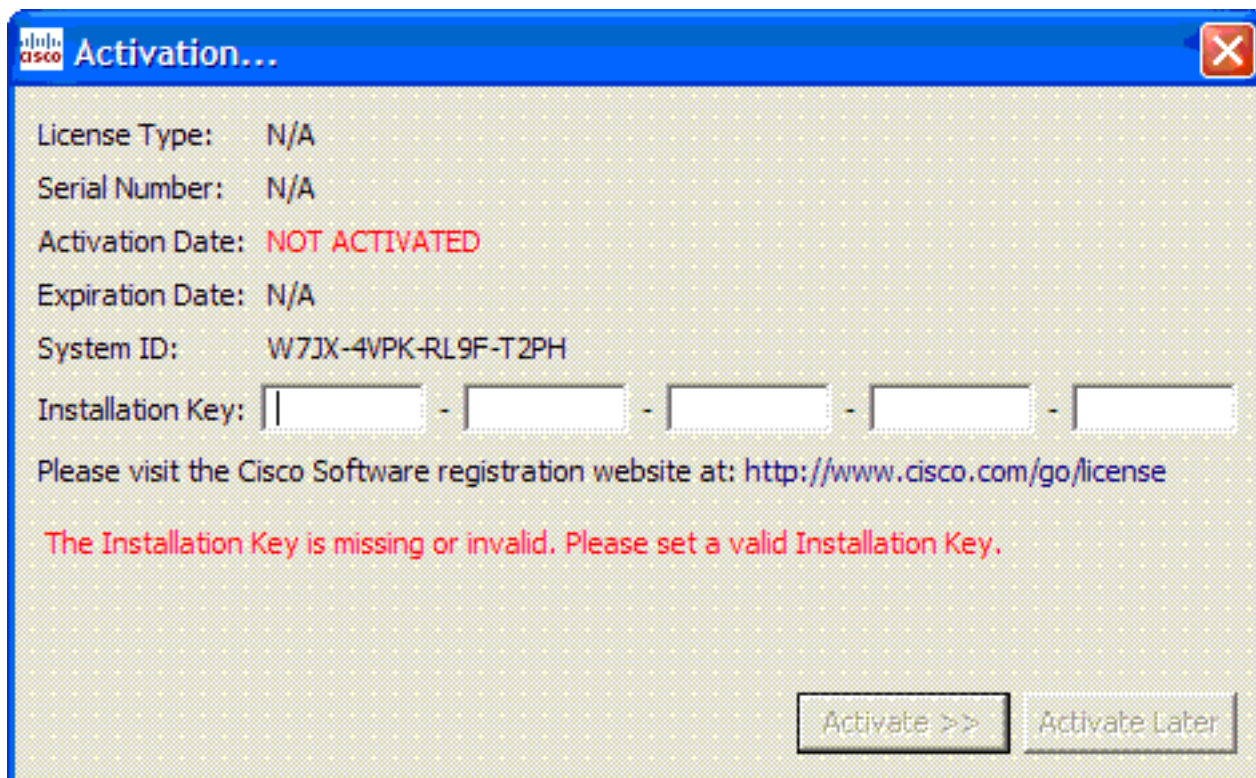 cisco Activation...
License Type: N/A
Serial Number: N/A
Activation Date: NOT ACTIVATED
Expiration Date: N/A
System ID: W7JX-4VPK-RL9F-T2PH
Installation Key: - - - -
Please visit the Cisco Software registration website at: http://www.cisco.com/go/license
The Installation Key is missing or invalid. Please set a valid Installation Key.
Activate >> Activate Later